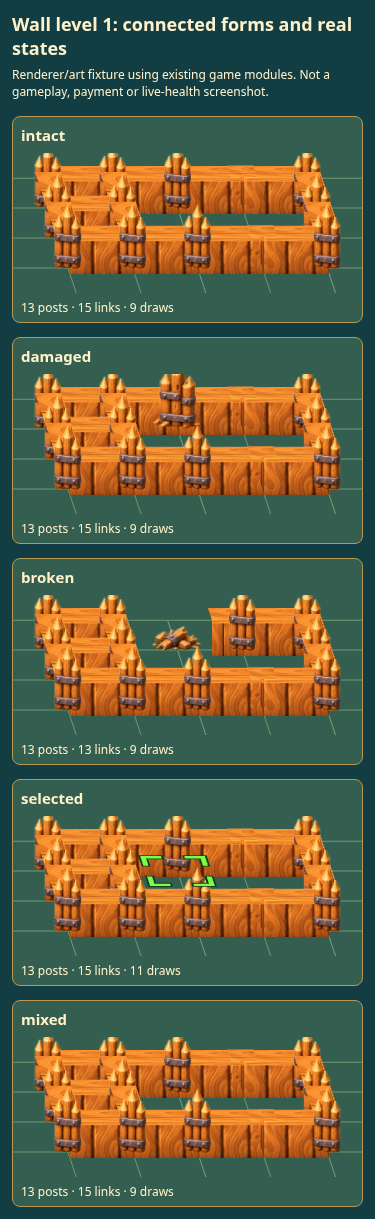 Wall level 1: connected forms and real
states
Renderer/art fixture using existing game modules. Not a
gameplay, payment or live-health screenshot.
intact
13 posts · 15 links · 9 draws
damaged
13 posts · 15 links · 9 draws
broken
13 posts · 13 links · 9 draws
selected
13 posts · 15 links · 11 draws
mixed
13 posts · 15 links · 9 draws